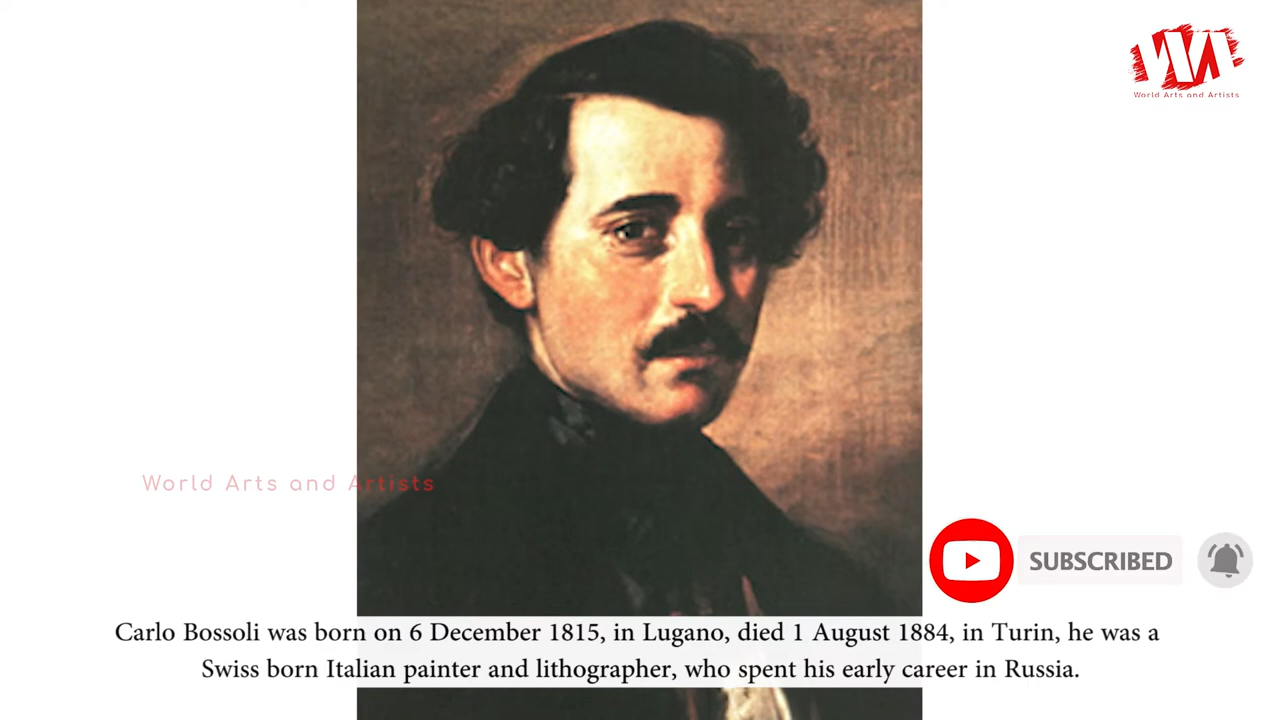 World Arts and Artists
World Arts and Artists
SUBSCRIBED
Carlo Bossoli was born on 6 December 1815, in Lugano, died 1 August 1884, in Turin, he was a
Swiss born Italian painter and lithographer, who spent his early career in Russia.